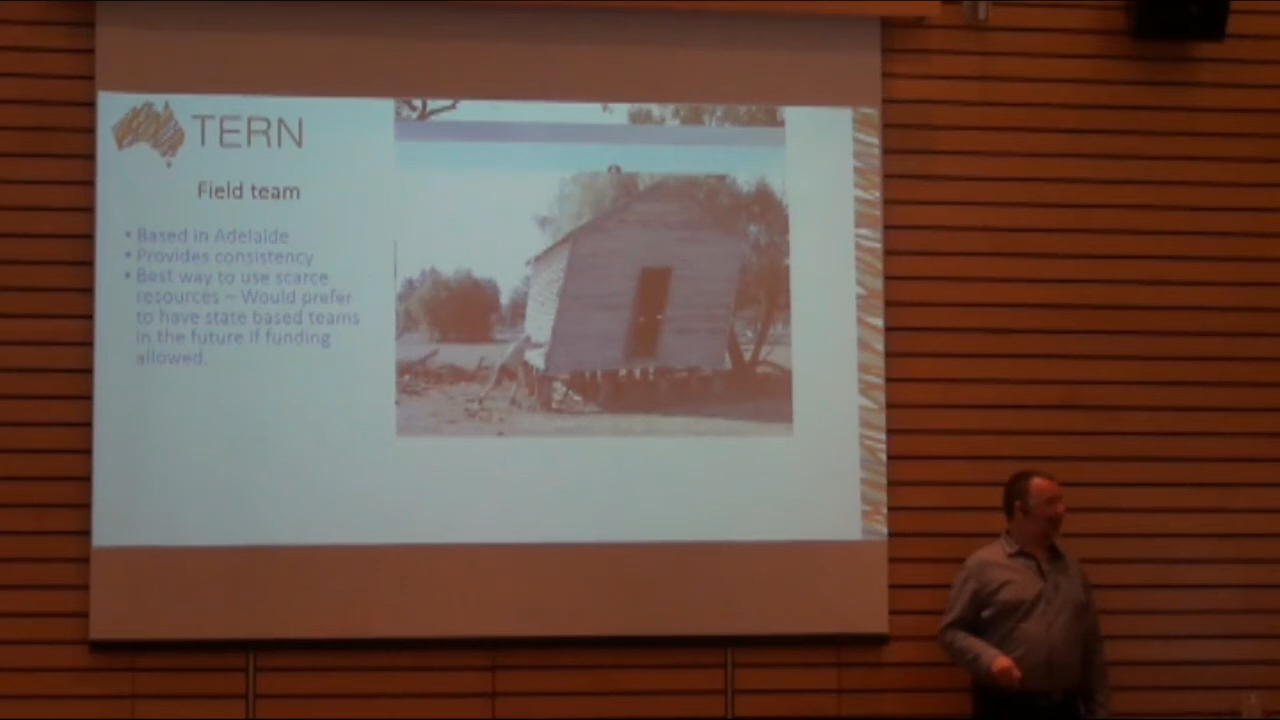 TERN
Field team
• Based in Adelaide
• Provides consistency
• Best way to use scarce
resources – Would prefer
to have state based teams
in the future if funding
allowed.